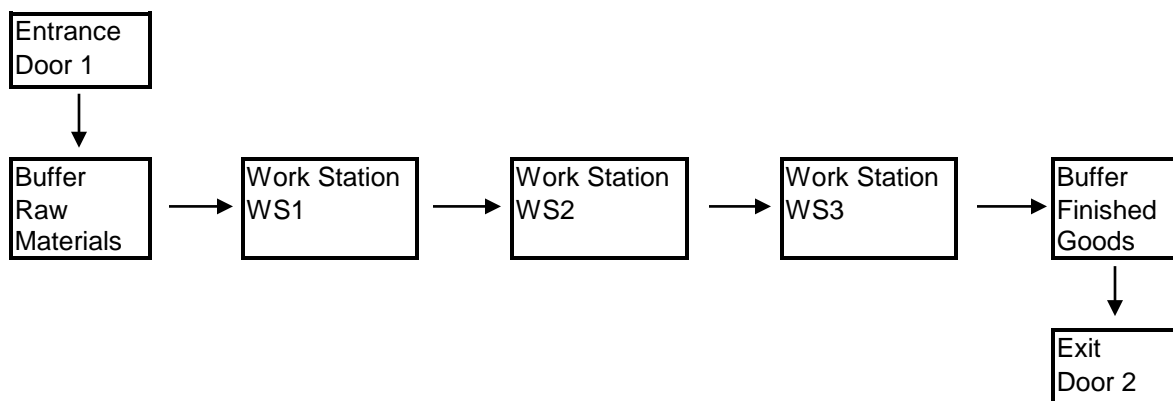 Entrance
Door 1
Buffer
Raw
Materials
Work Station
WS1
Work Station
WS2
Work Station
WS3
Buffer
Finished
Goods
Exit
Door 2